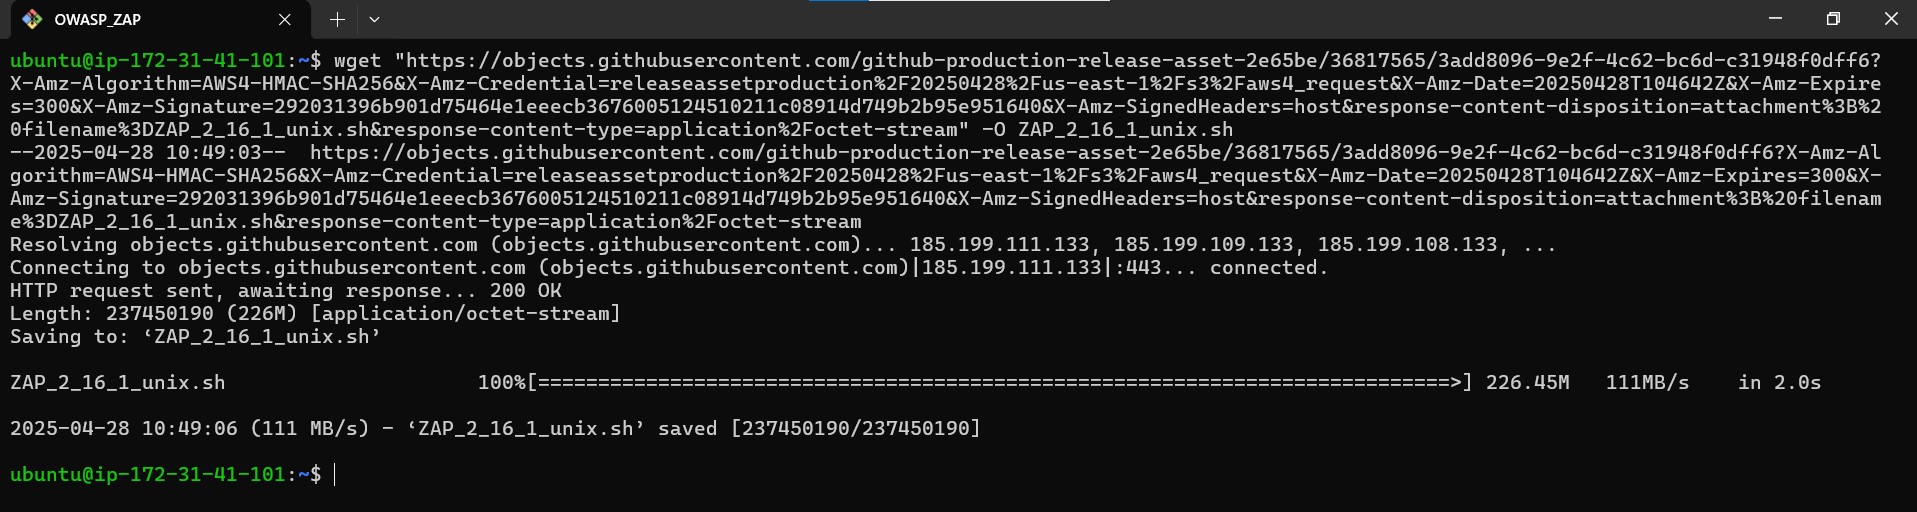 OWASP_ZAP
ubuntu@ip-172-31-41-101:~$ wget "https://objects.githubusercontent.com/github-production-release-asset-2e65be/36817565/3add8096-9e2f-4c62-bc6d-c31948f0dff6?
X-Amz-Algorithm=AWS4-HMAC-SHA256&X-Amz-Credential=releaseassetproduction%2F20250428%2Fus-east-1%2Fs3%2Faws4_request&X-Amz-Date=20250428T104642Z&X-Amz-Expire
s=300&X-Amz-Signature=292031396b901d75464e1eeecb3676005124510211c08914d749b2b95e951640&X-Amz-SignedHeaders=host&response-content-disposition=attachment%3B%2
0filename%3DZAP_2_16_1_unix.sh&response-content-type=application%2Foctet-stream" -O ZAP_2_16_1_unix.sh
--2025-04-28 10:49:03--  https://objects.githubusercontent.com/github-production-release-asset-2e65be/36817565/3add8096-9e2f-4c62-bc6d-c31948f0dff6?X-Amz-Al
gorithm=AWS4-HMAC-SHA256&X-Amz-Credential=releaseassetproduction%2F20250428%2Fus-east-1%2Fs3%2Faws4_request&X-Amz-Date=20250428T104642Z&X-Amz-Expires=300&X-
Amz-Signature=292031396b901d75464e1eeecb3676005124510211c08914d749b2b95e951640&X-Amz-SignedHeaders=host&response-content-disposition=attachment%3B%20filenam
e%3DZAP_2_16_1_unix.sh&response-content-type=application%2Foctet-stream
Resolving objects.githubusercontent.com (objects.githubusercontent.com)... 185.199.111.133, 185.199.109.133, 185.199.108.133, ...
Connecting to objects.githubusercontent.com (objects.githubusercontent.com)|185.199.111.133|:443... connected.
HTTP request sent, awaiting response... 200 OK
Length: 237450190 (226M) [application/octet-stream]
Saving to: ‘ZAP_2_16_1_unix.sh’
ZAP_2_16_1_unix.sh 100%[============================================================================>] 226.45M 111MB/s in 2.0s
2025-04-28 10:49:06 (111 MB/s) - ‘ZAP_2_16_1_unix.sh’ saved [237450190/237450190]
ubuntu@ip-172-31-41-101:~$